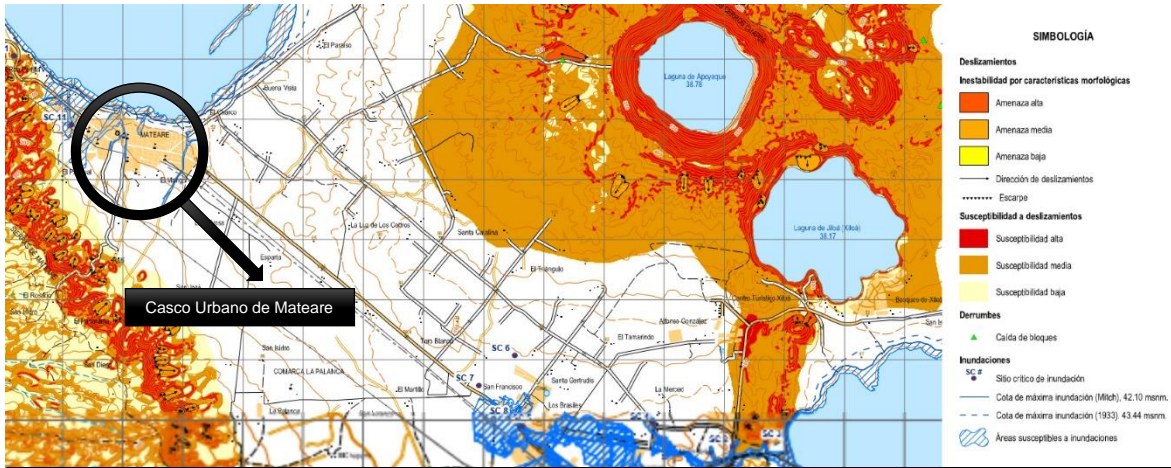 El Paraíso
Buena Vista
SC 11
MATEARE
Laguna de Apoyeque
38.78
La Luz de Los Cedros
Santa Catalina
Esparta
El Triángulo
Laguna de Jiloá (Xiloá)
38.17
Centro Turístico Xiloá
Casco Urbano de Mateare
Alfonso González
El Tamarindo
San Isidro
SC 6
COMARCA LA PALANCA
SC 7
San Francisco
Santa Gertrudis
La Merced
El Martillo
SC 8
Los Brasiles
La Palanca
SIMBOLOGÍA
Deslizamientos
Inestabilidad por características morfológicas
Amenaza alta
Amenaza media
Amenaza baja
Dirección de deslizamientos
Escarpe
Susceptibilidad a deslizamientos
Susceptibilidad alta
Susceptibilidad media
Susceptibilidad baja
Derrumbes
Caída de bloques
Inundaciones
SC #
Sitio crítico de inundación
Cota de máxima inundación (Mitch), 42.10 msnm.
Cota de máxima inundación (1933). 43.44 msnm.
Áreas susceptibles a inundaciones